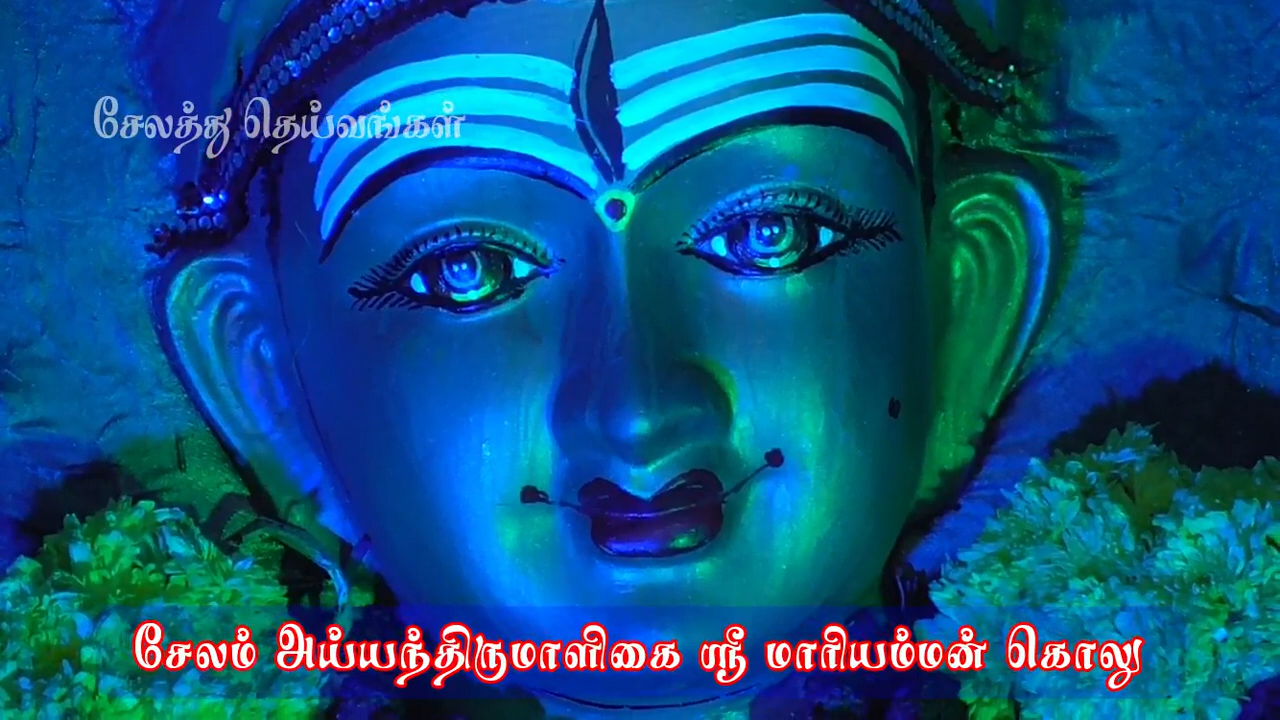 சேலத்து தெய்வங்கள்
சேலம் அய்யந்திருமாளிகை ஸ்ரீ மாரியம்மன் கொலு